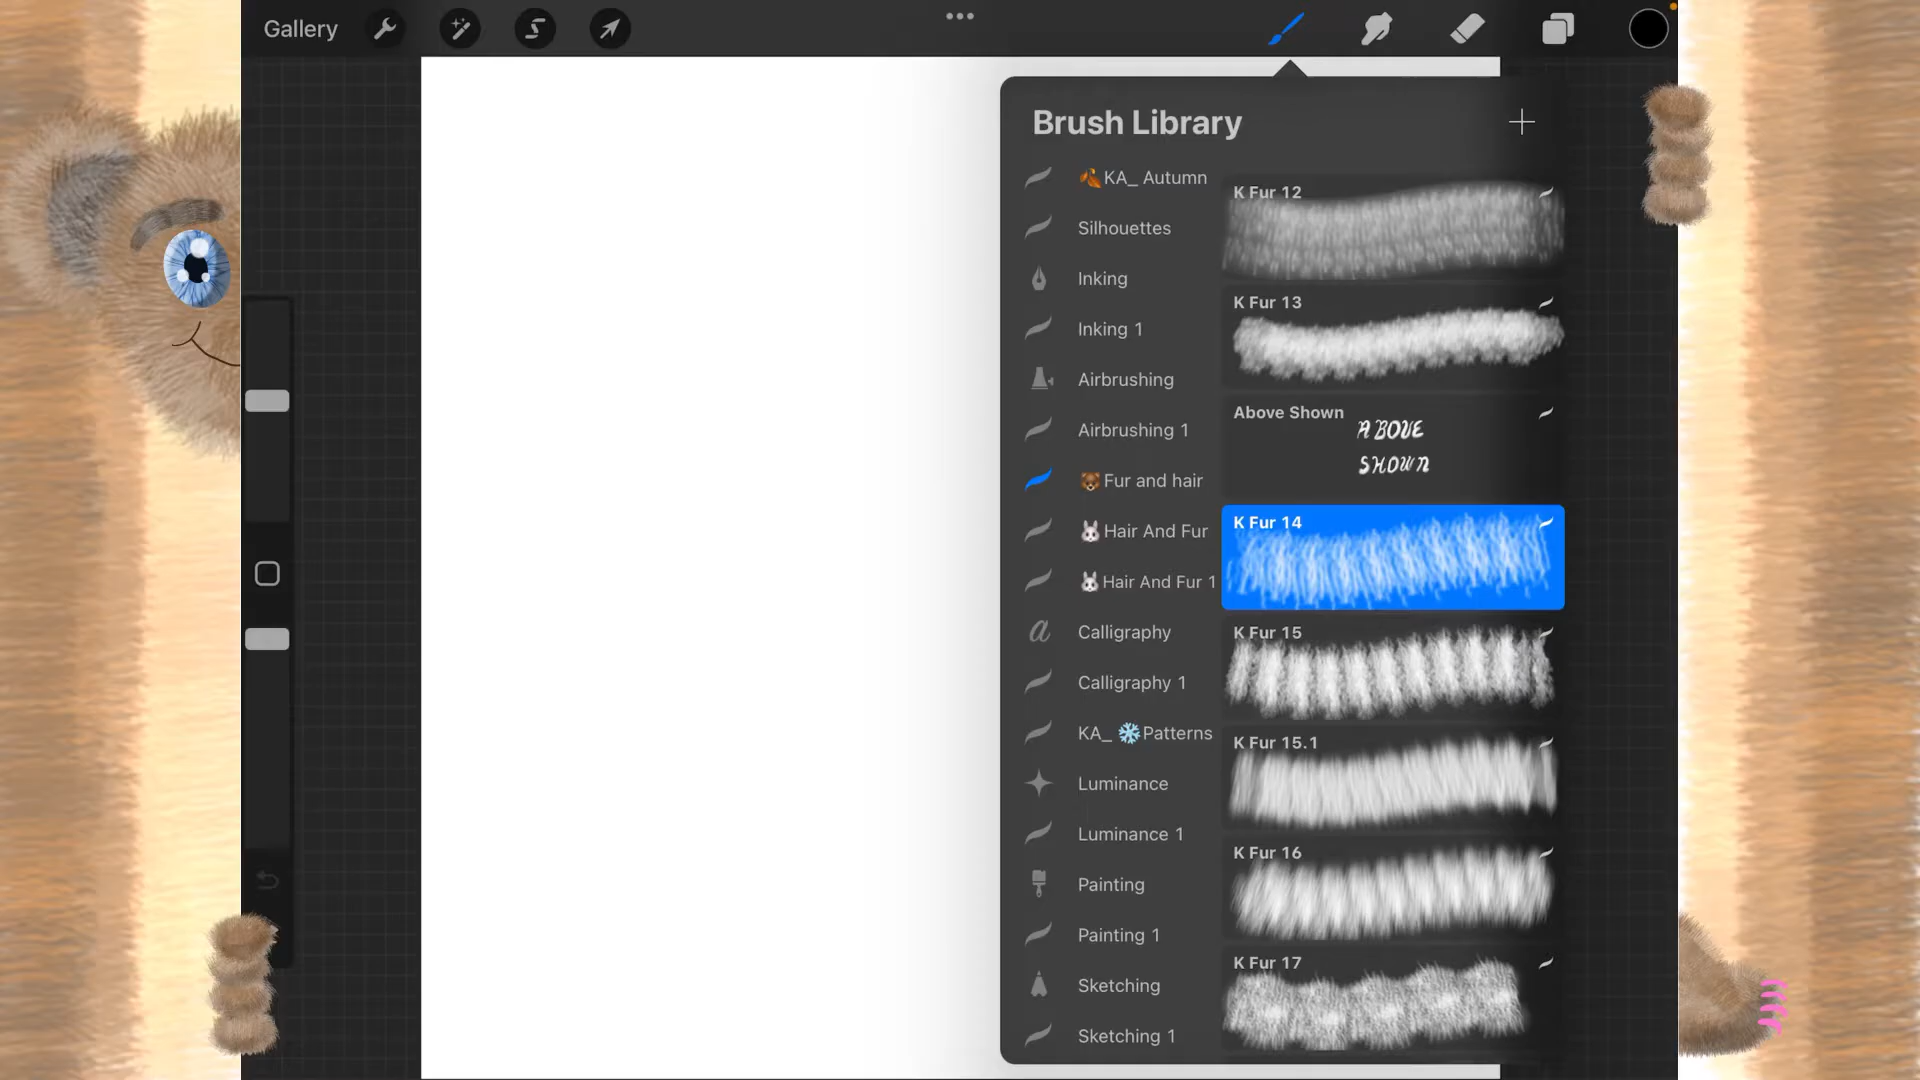 Gallery
Brush Library
🍂KA_ Autumn
Silhouettes
Inking
Inking 1
Airbrushing
Airbrushing 1
🐻Fur and hair
🐰Hair And Fur
🐰Hair And Fur 1
Calligraphy
Calligraphy 1
KA_ ❄️Patterns
Luminance
Luminance 1
Painting
Painting 1
Sketching
Sketching 1
K Fur 12
K Fur 13
Above Shown
ABOVE
SHOWN
K Fur 14
K Fur 15
K Fur 15.1
K Fur 16
K Fur 17